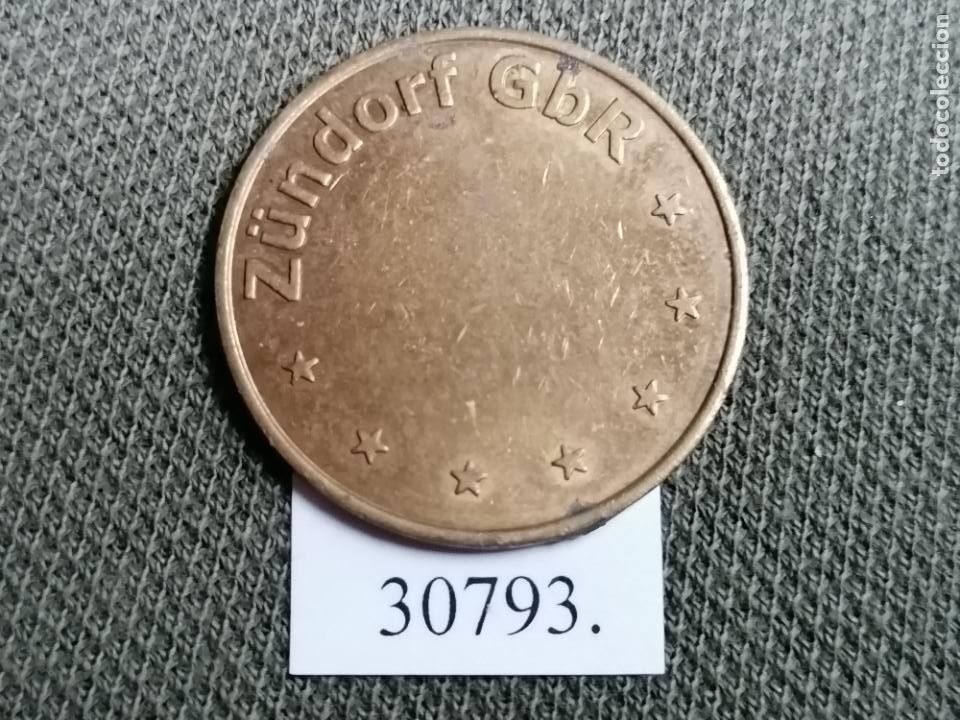 Zündorf GbR
30793.
todocoleccion